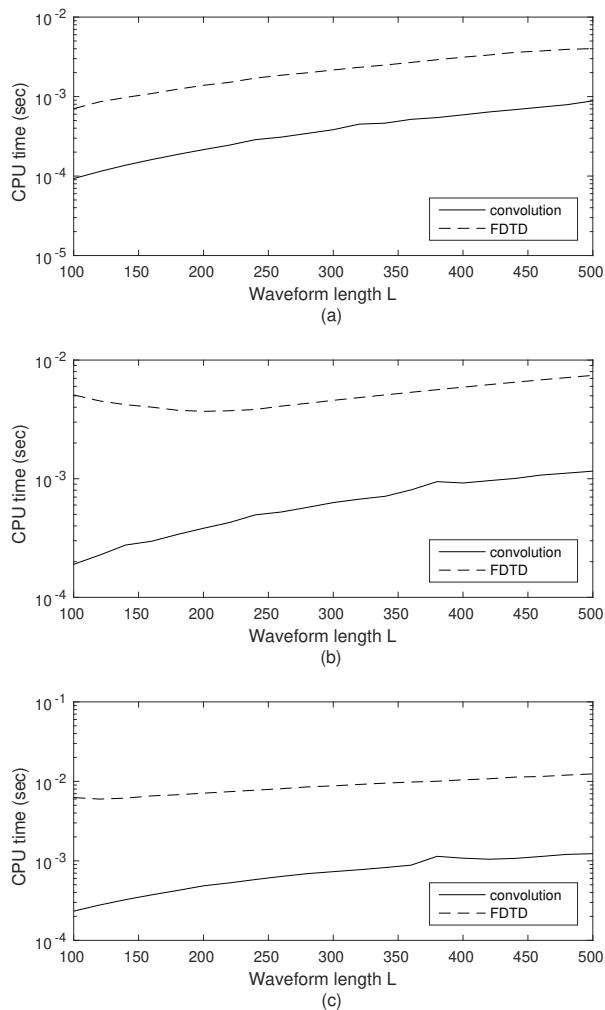 10^-2
10^-3
10^-4
10^-5
CPU time (sec)
100 150 200 250 300 350 400 450 500
Waveform length L
(a)
convolution
FDTD
10^-2
10^-3
10^-4
CPU time (sec)
100 150 200 250 300 350 400 450 500
Waveform length L
(b)
convolution
FDTD
10^-1
10^-2
10^-3
10^-4
CPU time (sec)
100 150 200 250 300 350 400 450 500
Waveform length L
(c)
convolution
FDTD